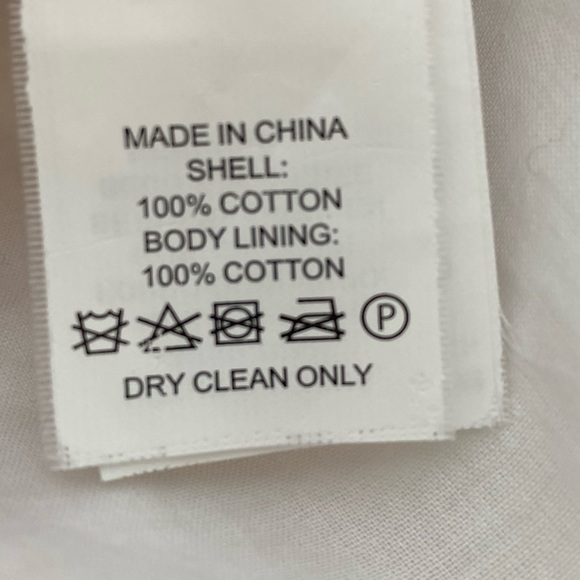 MADE IN CHINA
SHELL:
100% COTTON
BODY LINING:
100% COTTON
P
DRY CLEAN ONLY